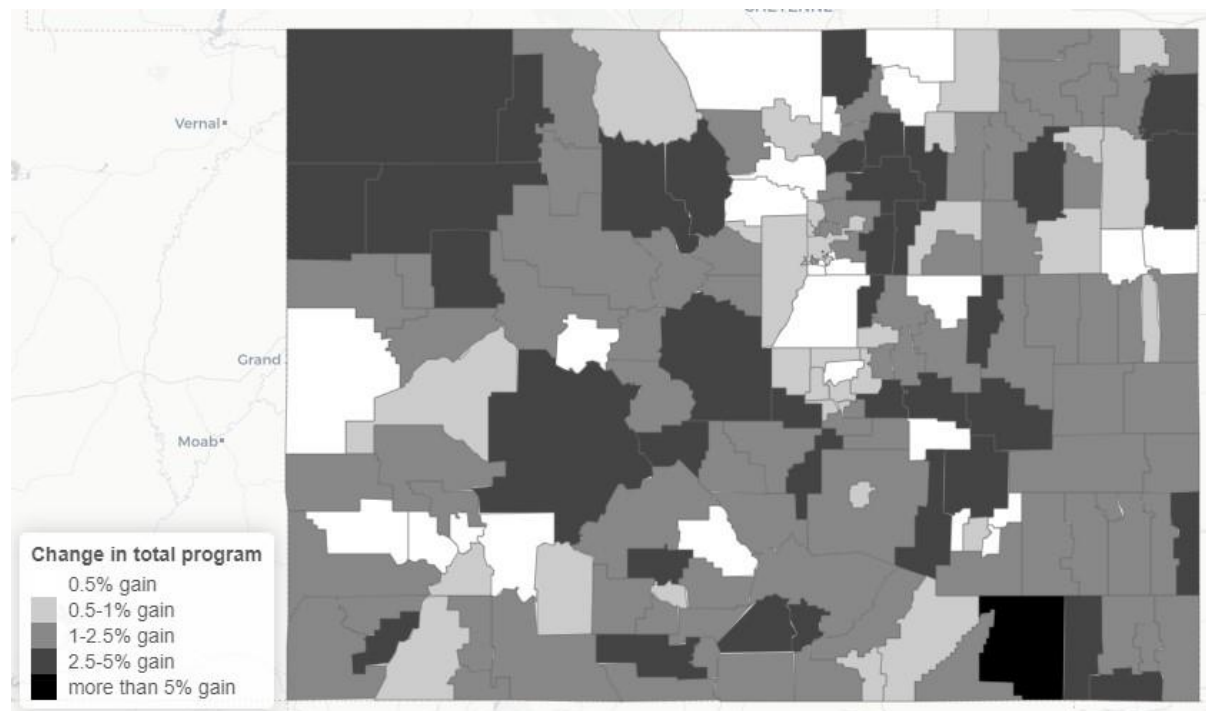 Vernal
Grand
Moab
Change in total program
0.5% gain
0.5-1% gain
1-2.5% gain
2.5-5% gain
more than 5% gain